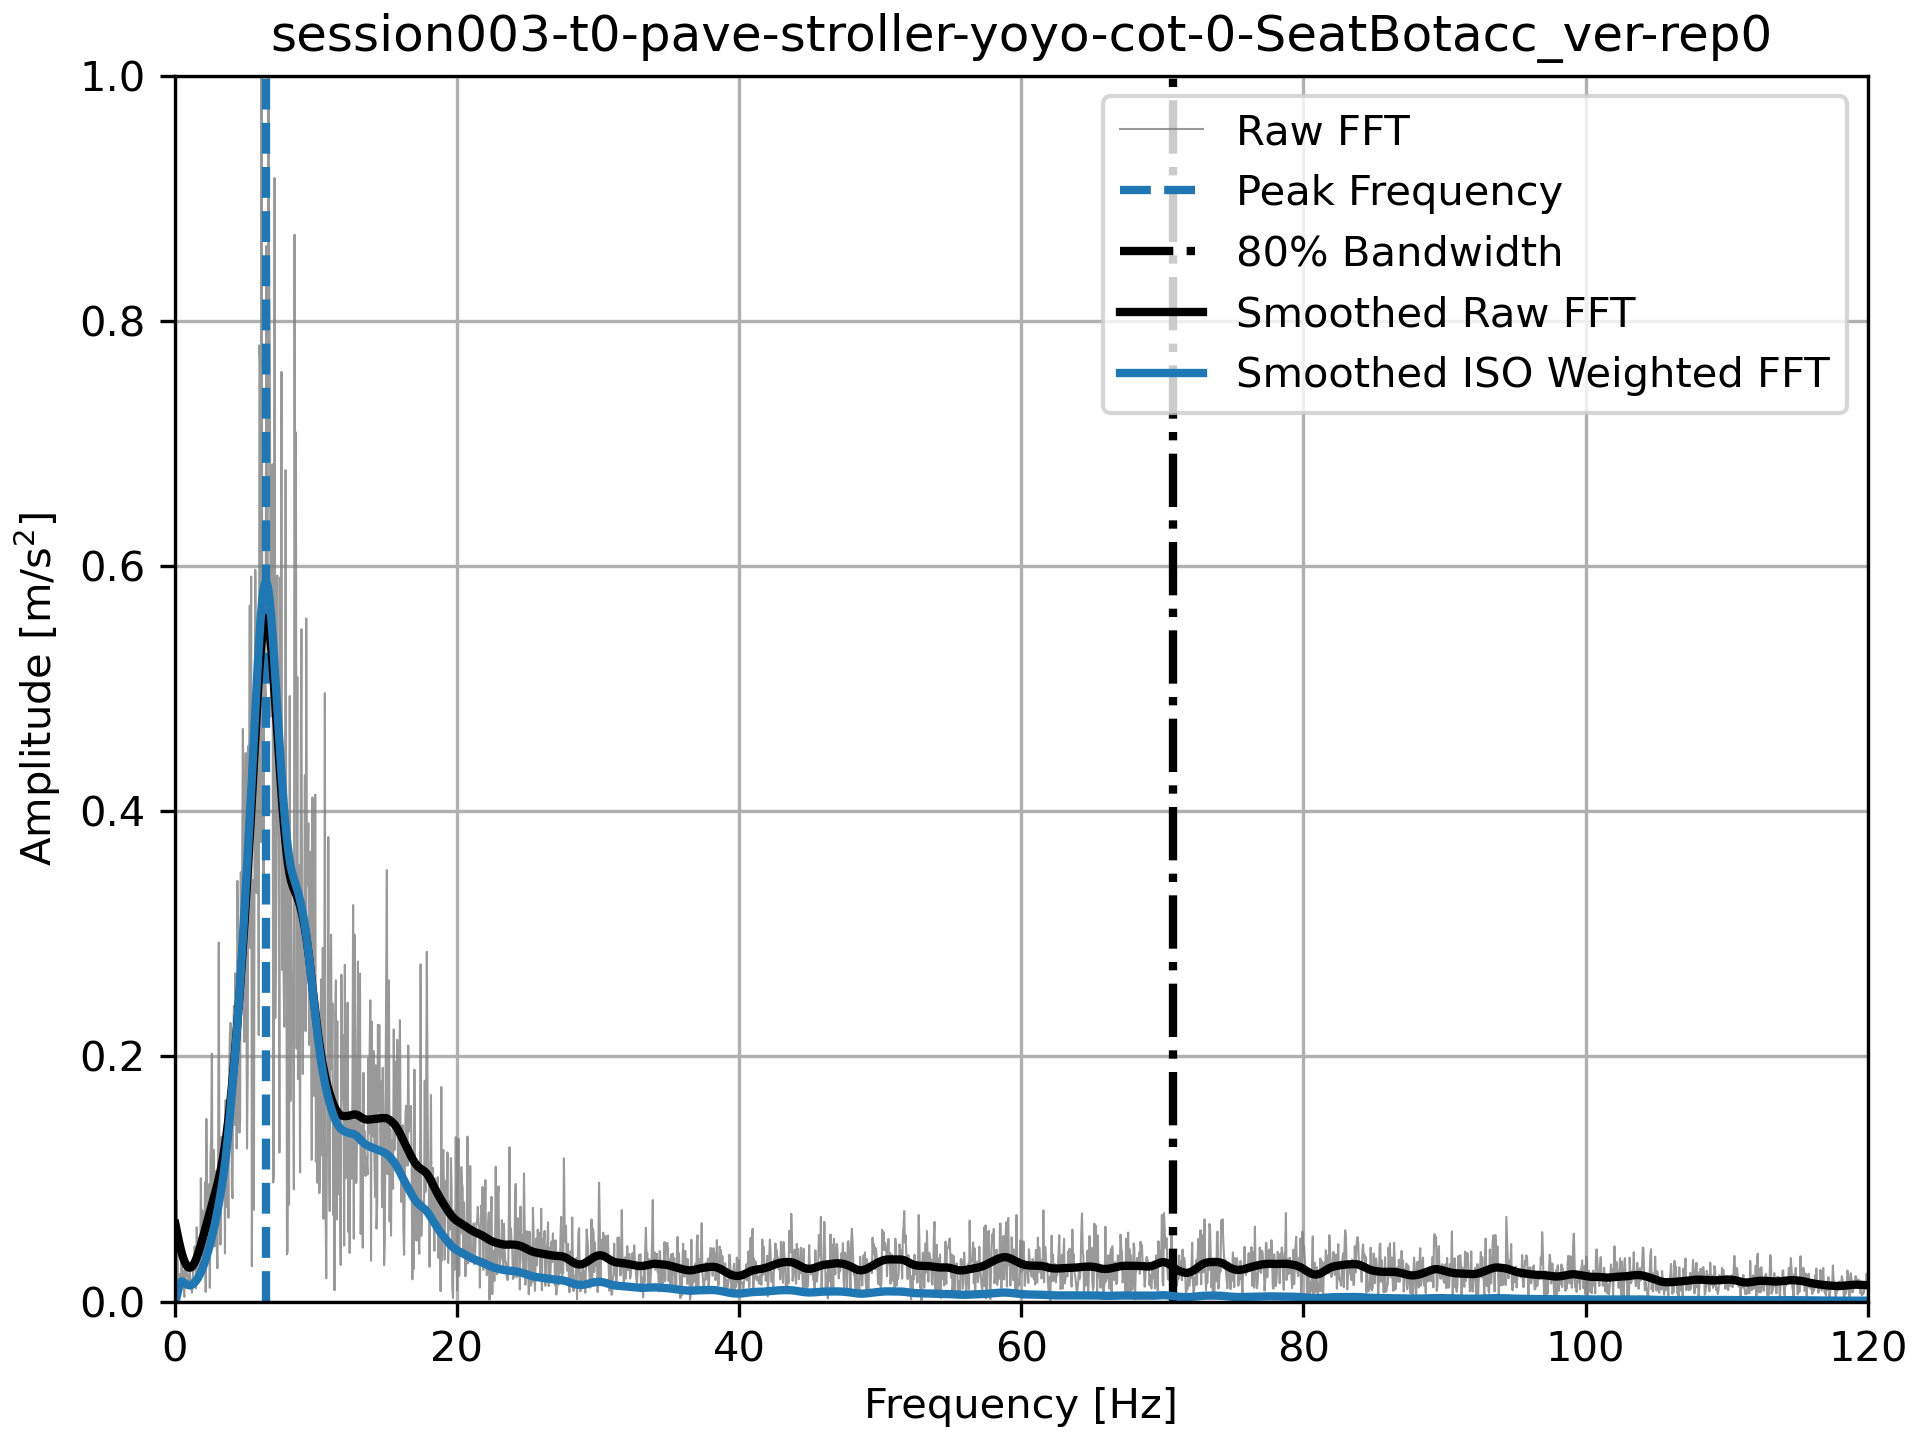 session003-t0-pave-stroller-yoyo-cot-0-SeatBotacc_ver-rep0
1.0
0.8
0.6
0.4
0.2
0.0
Amplitude [m/s²]
Raw FFT
Peak Frequency
80% Bandwidth
Smoothed Raw FFT
Smoothed ISO Weighted FFT
0 20 40 60 80 100 120
Frequency [Hz]